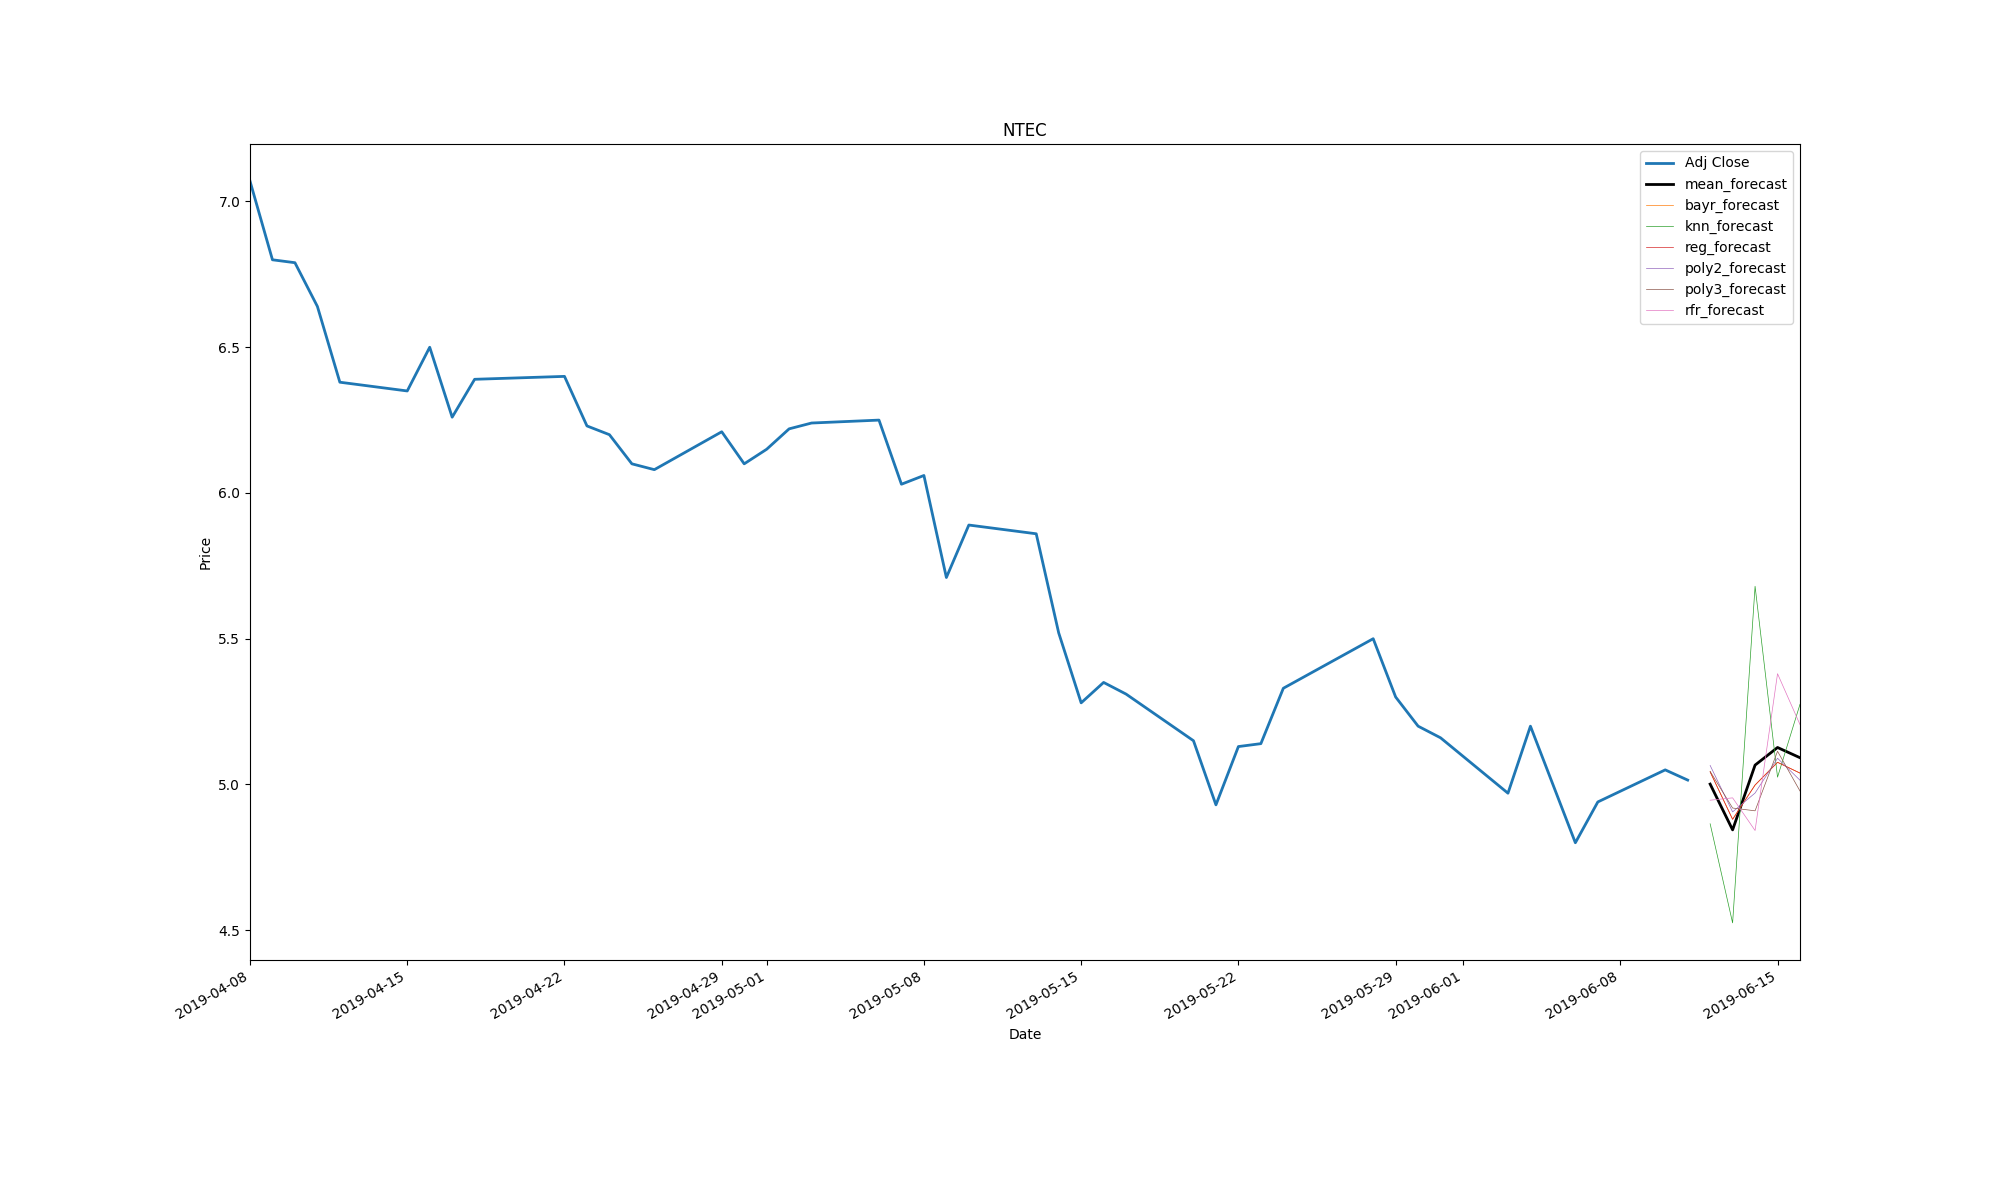 NTEC
Adj Close
mean_forecast
bayr_forecast
knn_forecast
reg_forecast
poly2_forecast
poly3_forecast
rfr_forecast
7.0
6.5
6.0
5.5
5.0
4.5
Price
2019-04-08
2019-04-15
2019-04-22
2019-04-29
2019-05-01
2019-05-08
2019-05-15
2019-05-22
2019-05-29
2019-06-01
2019-06-08
2019-06-15
Date